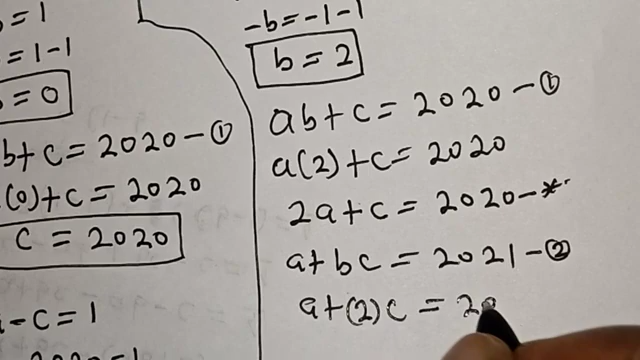 b = 1
= 1 - 1
= 0
b + c = 2020 - ①
(0) + c = 2020
c = 2020
- c = 1
-b = -1 - 1
b = 2
ab + c = 2020 - ①
a(2) + c = 2020
2a + c = 2020 - *
a + bc = 2021 - ②
a + (2)c = 20